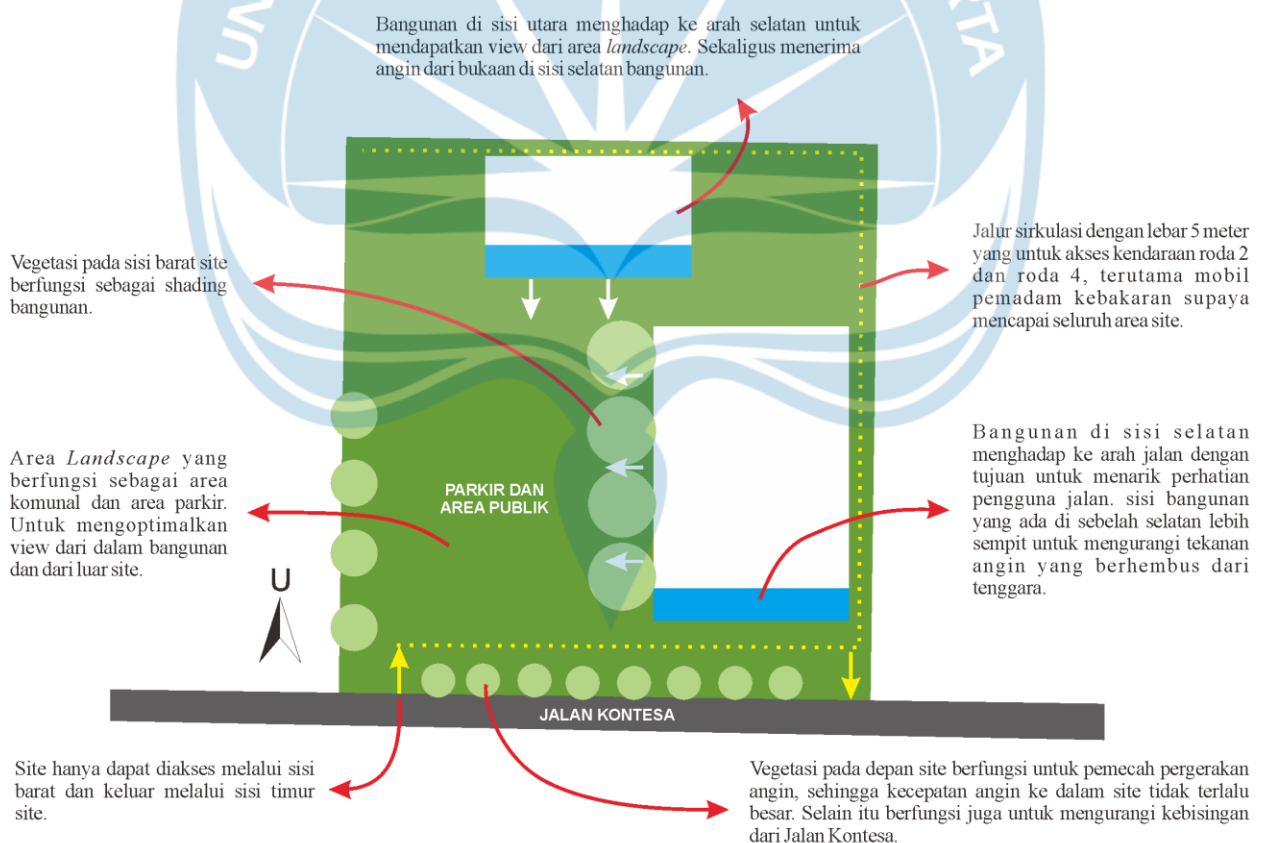 UN
RTA
Bangunan di sisi utara menghadap ke arah selatan untuk
mendapatkan view dari area landscape. Sekaligus menerima
angin dari bukaan di sisi selatan bangunan.
Vegetasi pada sisi barat site
berfungsi sebagai shading
bangunan.
Jalur sirkulasi dengan lebar 5 meter
yang untuk akses kendaraan roda 2
dan roda 4, terutama mobil
pemadam kebakaran supaya
mencapai seluruh area site.
Area Landscape yang
berfungsi sebagai area
komunal dan area parkir.
Untuk mengoptimalkan
view dari dalam bangunan
dan dari luar site.
PARKIR DAN
AREA PUBLIK
Bangunan di sisi selatan
menghadap ke arah jalan dengan
tujuan untuk menarik perhatian
pengguna jalan. sisi bangunan
yang ada di sebelah selatan lebih
sempit untuk mengurangi tekanan
angin yang berhembus dari
tenggara.
U
JALAN KONTESA
Site hanya dapat diakses melalui sisi
barat dan keluar melalui sisi timur
site.
Vegetasi pada depan site berfungsi untuk pemecah pergerakan
angin, sehingga kecepatan angin ke dalam site tidak terlalu
besar. Selain itu berfungsi juga untuk mengurangi kebisingan
dari Jalan Kontesa.